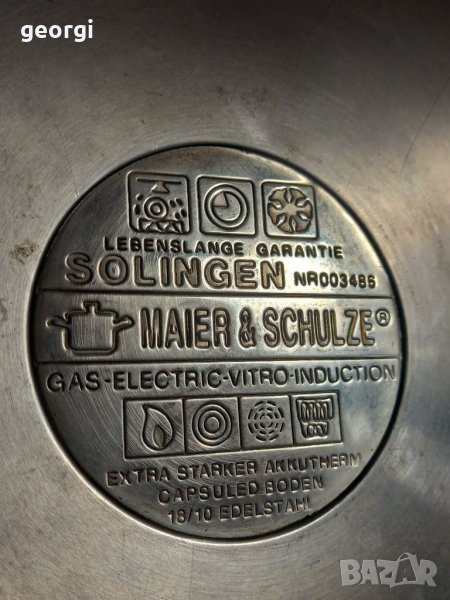 georgi
LEBENSLANGE GARANTIE
SOLINGEN NR003486
MAIER & SCHULZE®
GAS-ELECTRIC-VITRO-INDUCTION
EXTRA STARKER AKKUTHERM
CAPSULED BODEN
18/10 EDELSTAHL
BAZAR